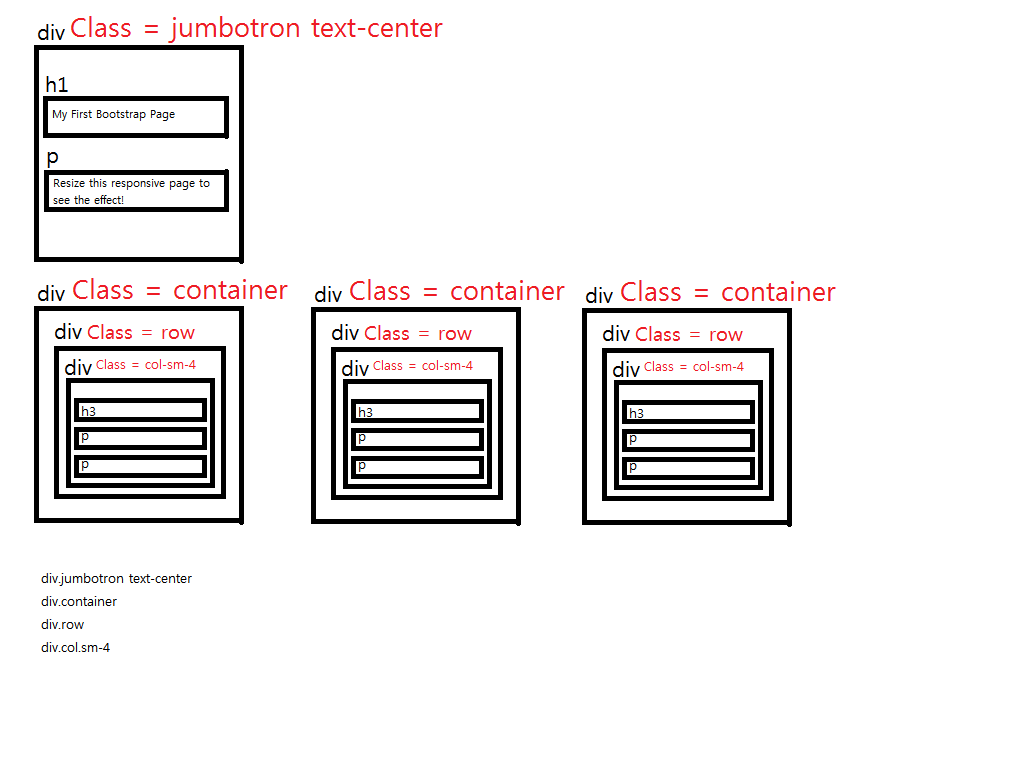 div Class = jumbotron text-center
h1
My First Bootstrap Page
p
Resize this responsive page to
see the effect!
div Class = container
div Class = row
div Class = col-sm-4
h3
p
p
div Class = container
div Class = row
div Class = col-sm-4
h3
p
p
div Class = container
div Class = row
div Class = col-sm-4
h3
p
p
div.jumbotron text-center
div.container
div.row
div.col.sm-4